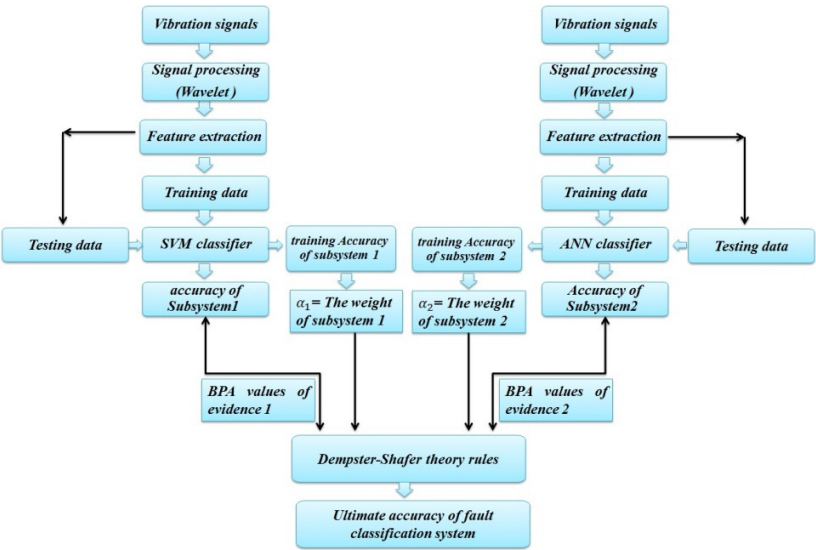 Vibration signals
Vibration signals
Signal processing
(Wavelet )
Signal processing
(Wavelet )
Feature extraction
Feature extraction
Training data
Training data
Testing data
SVM classifier
training Accuracy
of subsystem 1
training Accuracy
of subsystem 2
ANN classifier
Testing data
accuracy of
Subsystem1
α₁= The weight
of subsystem 1
α₂= The weight
of subsystem 2
Accuracy of
Subsystem2
BPA values of
evidence 1
BPA values of
evidence 2
Dempster-Shafer theory rules
Ultimate accuracy of fault
classification system